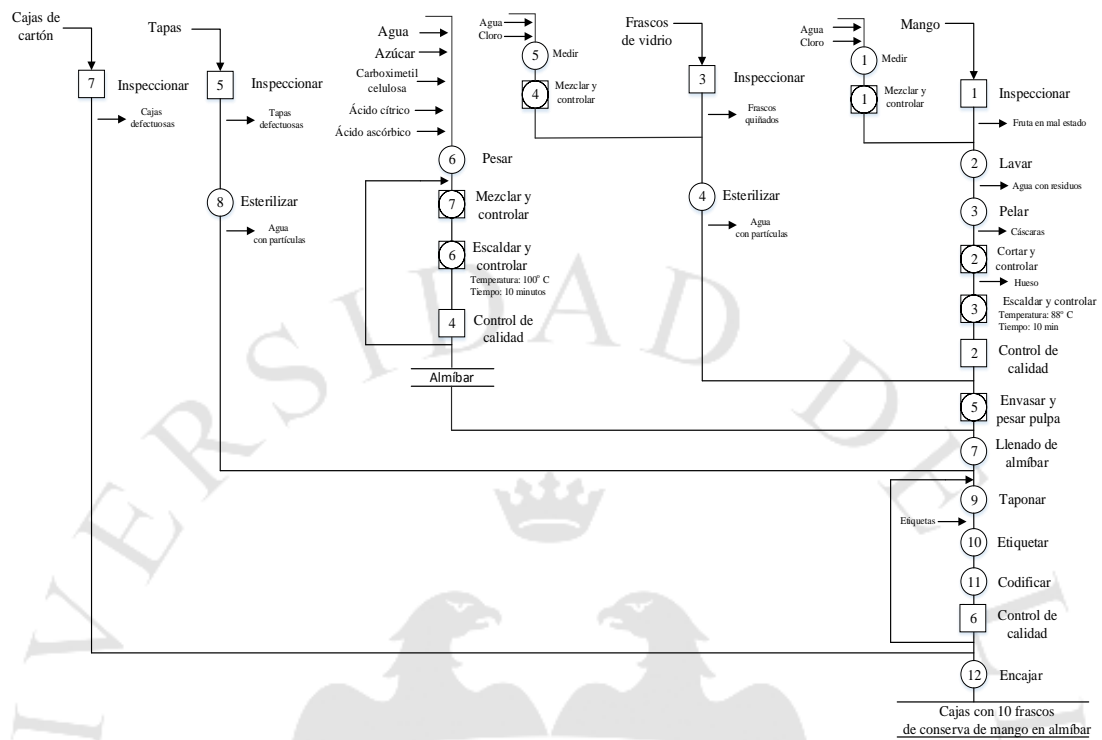 Cajas de
cartón
7
Inspeccionar
Cajas
defectuosas
Tapas
5
Inspeccionar
Tapas
defectuosas
8
Esterilizar
Agua
con partículas
Agua
Azúcar
Carboximetil
celulosa
Ácido cítrico
Ácido ascórbico
6
Pesar
7
Mezclar y
controlar
6
Escaldar y
controlar
Temperatura: 100° C
Tiempo: 10 minutos
4
Control de
calidad
Almíbar
Agua
Cloro
5
Medir
4
Mezclar y
controlar
Frascos
de vidrio
3
Inspeccionar
Frascos
quiñados
4
Esterilizar
Agua
con partículas
Agua
Cloro
1
Medir
1
Mezclar y
controlar
Mango
1
Inspeccionar
Fruta en mal estado
2
Lavar
Agua con residuos
3
Pelar
Cáscaras
2
Cortar y
controlar
Hueso
3
Escaldar y controlar
Temperatura: 88° C
Tiempo: 10 min
2
Control de
calidad
5
Envasar y
pesar pulpa
7
Llenado de
almíbar
9
Taponar
Etiquetas
10
Etiquetar
11
Codificar
6
Control de
calidad
12
Encajar
Cajas con 10 frascos
de conserva de mango en almíbar
VERSIDAD DE